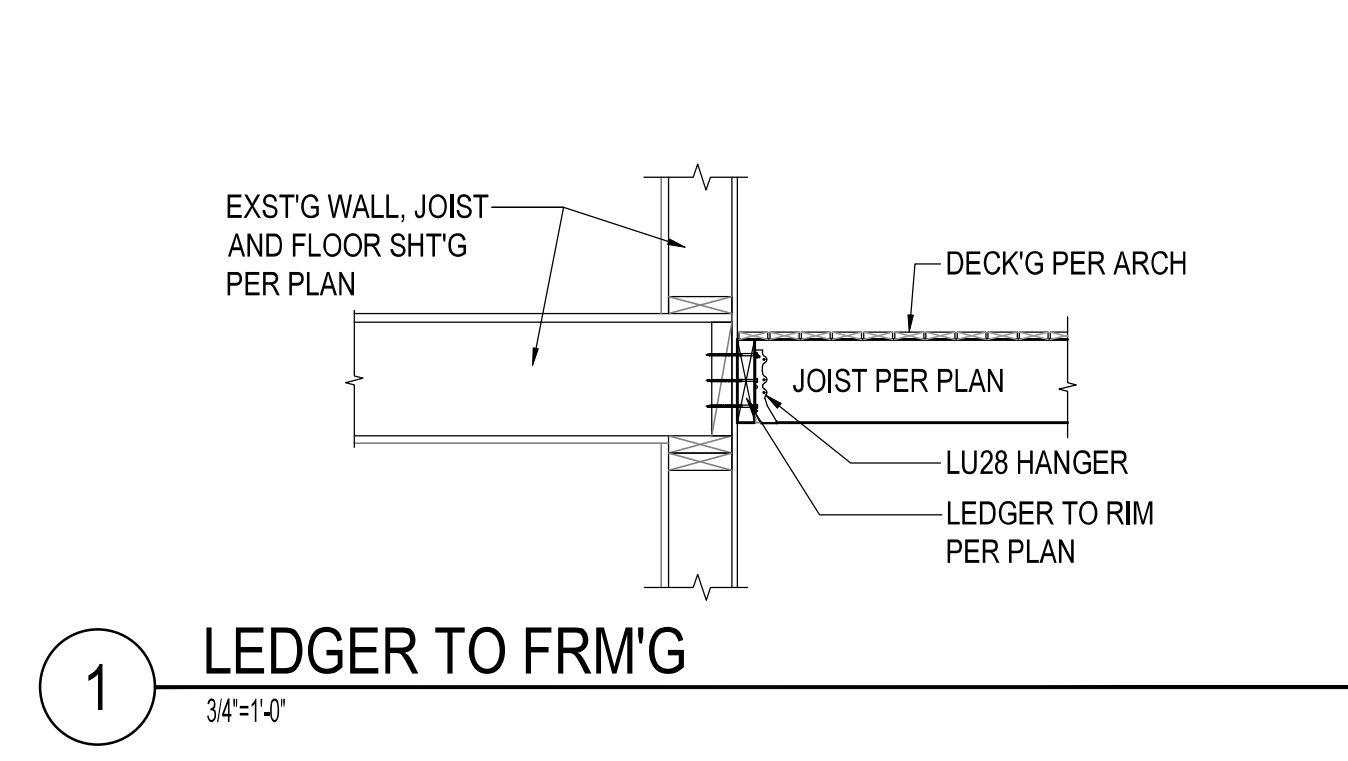 EXST'G WALL, JOIST
AND FLOOR SHT'G
PER PLAN
DECK'G PER ARCH
JOIST PER PLAN
LU28 HANGER
LEDGER TO RIM
PER PLAN
1
LEDGER TO FRM'G
3/4"=1'-0"